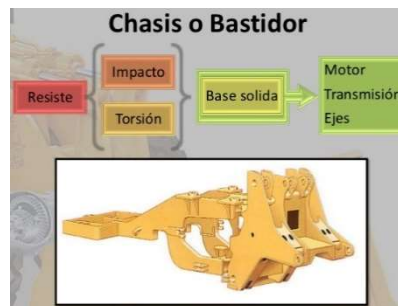 Chasis o Bastidor
Resiste
Impacto
Torsión
Base solida
Motor
Transmisión
Ejes